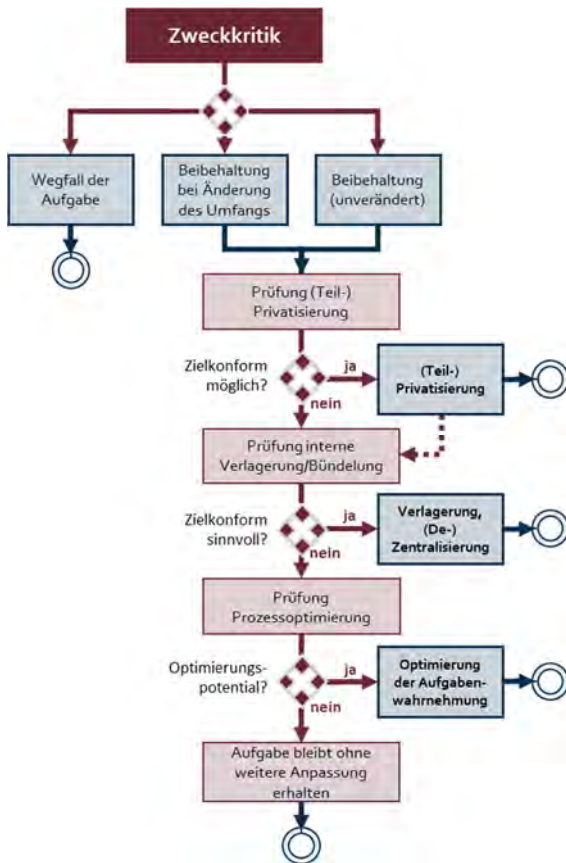 Zweckkritik
Wegfall der
Aufgabe
Beibehaltung
bei Änderung
des Umfangs
Beibehaltung
(unverändert)
Prüfung (Teil-)
Privatisierung
Zielkonform
möglich?
ja
nein
(Teil-)
Privatisierung
Prüfung interne
Verlagerung/Bündelung
Zielkonform
sinnvoll?
ja
nein
Verlagerung,
(De-)
Zentralisierung
Prüfung
Prozessoptimierung
Optimierungs-
potential?
ja
nein
Optimierung
der Aufgaben-
wahrnehmung
Aufgabe bleibt ohne
weitere Anpassung
erhalten